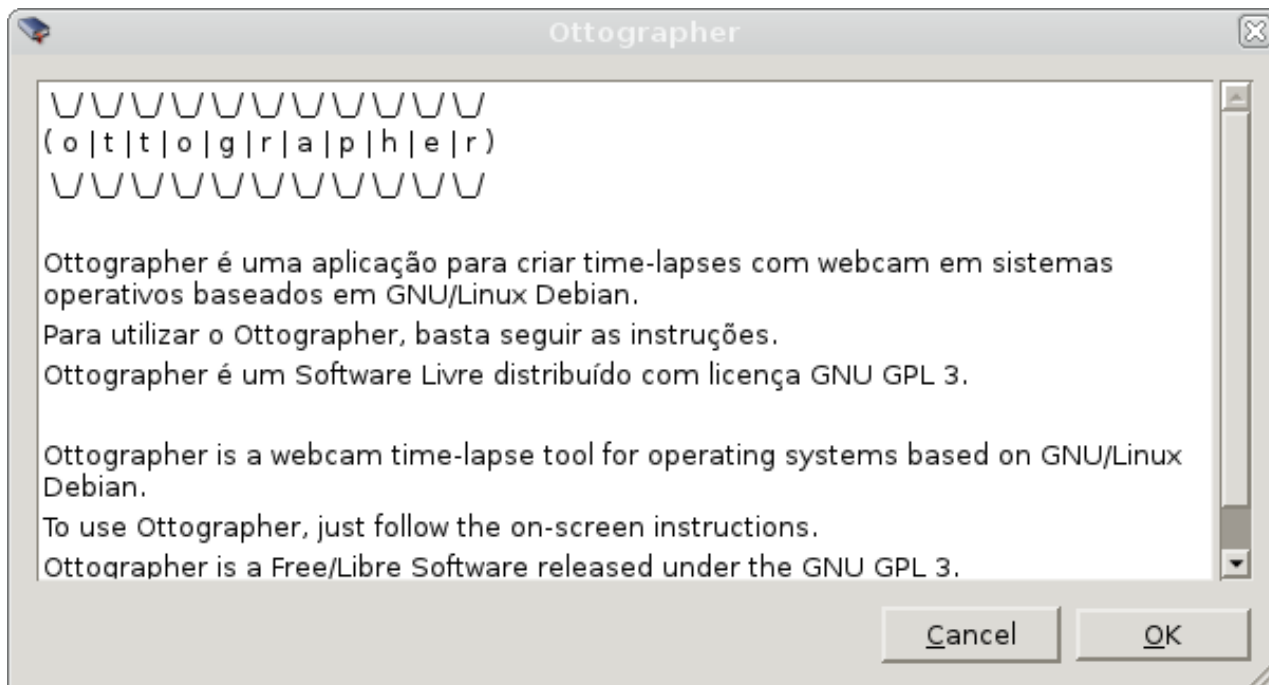 Ottographer
\_/ \_/ \_/ \_/ \_/ \_/ \_/ \_/ \_/ \_/ \_/
( o | t | t | o | g | r | a | p | h | e | r )
\_/ \_/ \_/ \_/ \_/ \_/ \_/ \_/ \_/ \_/ \_/
Ottographer é uma aplicação para criar time-lapses com webcam em sistemas
operativos baseados em GNU/Linux Debian.
Para utilizar o Ottographer, basta seguir as instruções.
Ottographer é um Software Livre distribuído com licença GNU GPL 3.
Ottographer is a webcam time-lapse tool for operating systems based on GNU/Linux
Debian.
To use Ottographer, just follow the on-screen instructions.
Ottographer is a Free/Libre Software released under the GNU GPL 3.
Cancel
OK